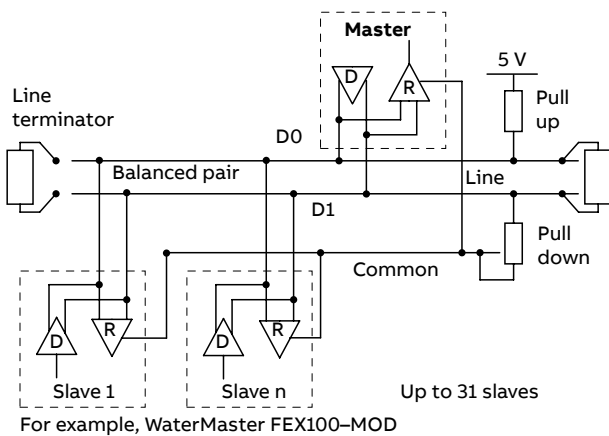 Master
5 V
D
R
Line
terminator
Pull
up
D0
Balanced pair
Line
D1
Common
Pull
down
D
R
D
R
Slave 1
Slave n
Up to 31 slaves
For example, WaterMaster FEX100–MOD